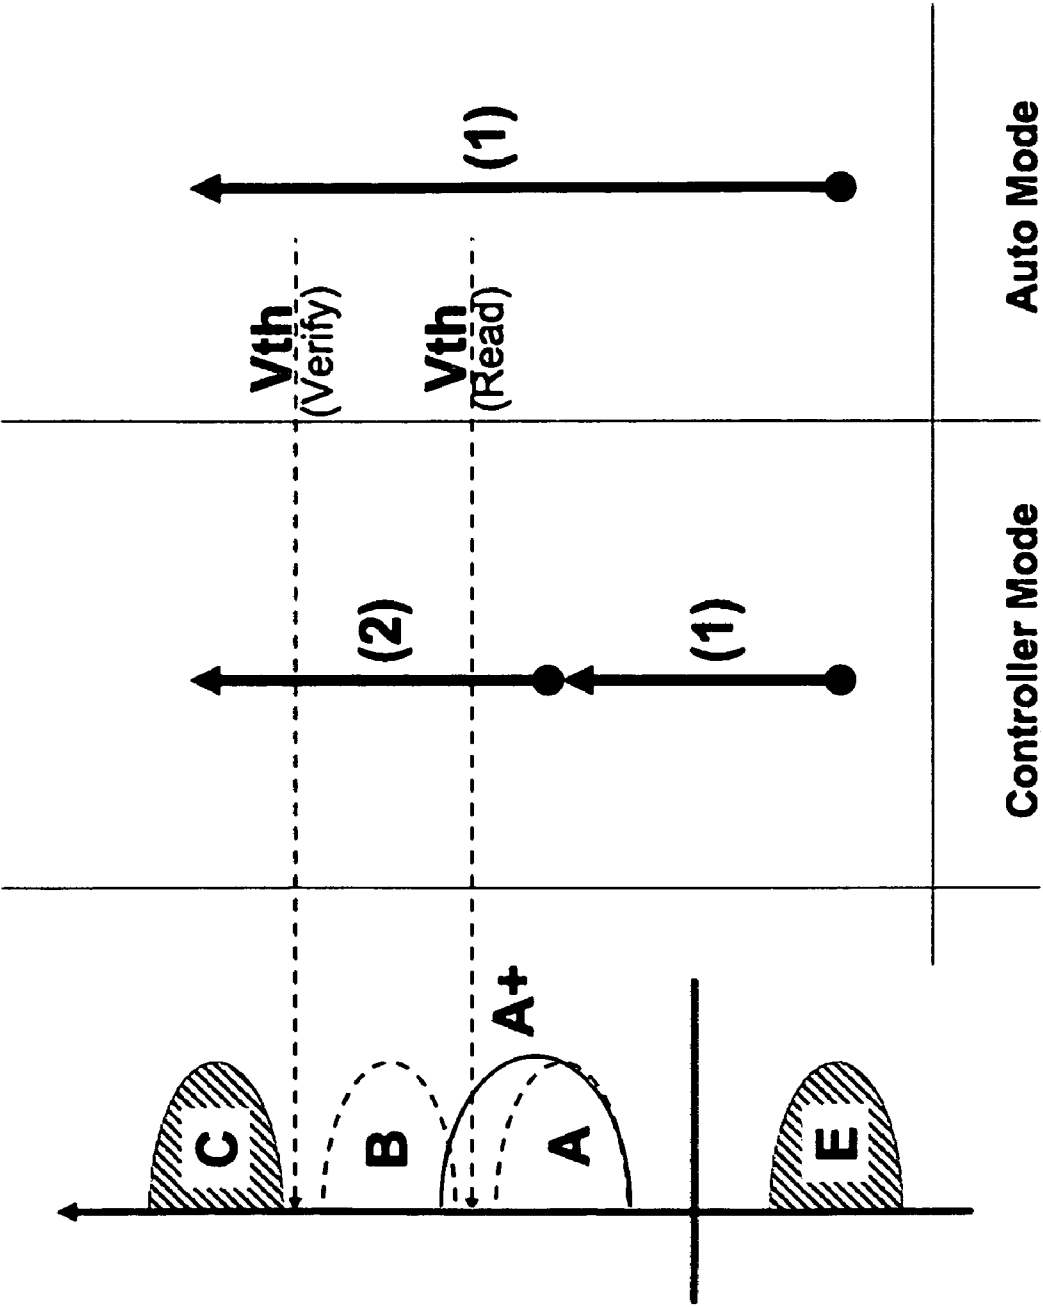 C
B
A+
A
E
(2)
(1)
Controller Mode
Vth
(Verify)
Vth
(Read)
(1)
Auto Mode